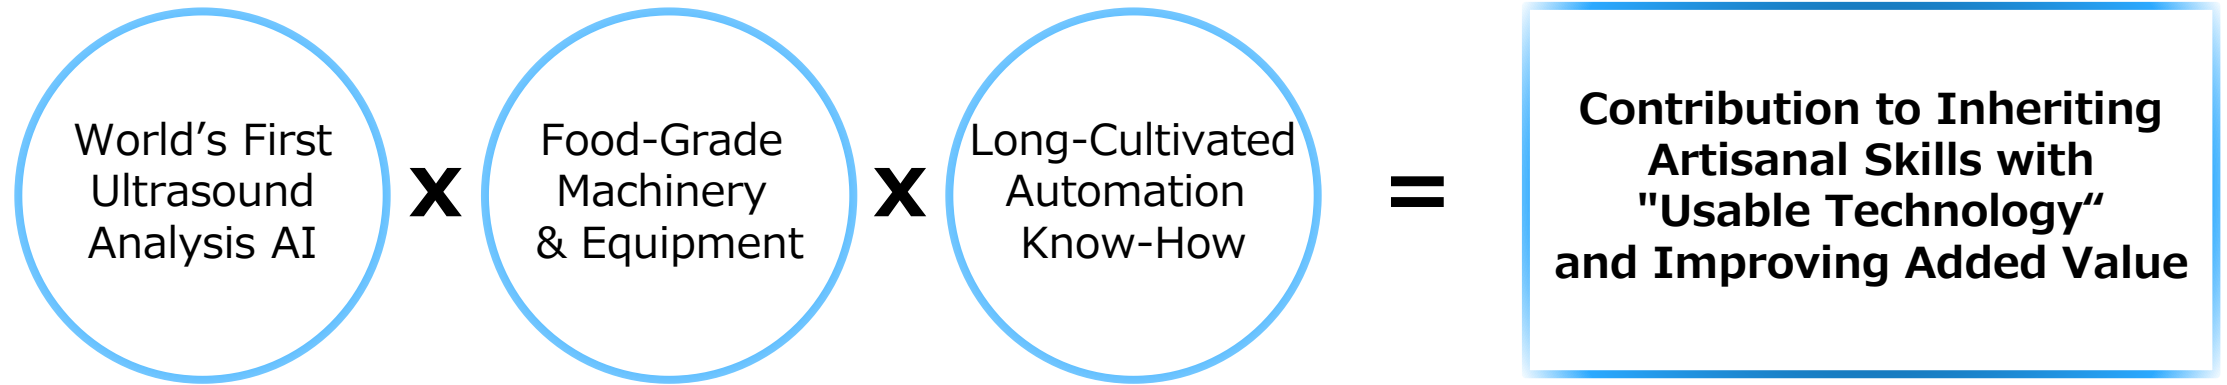 World’s First
Ultrasound
Analysis AI
x
Food-Grade
Machinery
& Equipment
x
Long-Cultivated
Automation
Know-How
=
Contribution to Inheriting
Artisanal Skills with
"Usable Technology“
and Improving Added Value